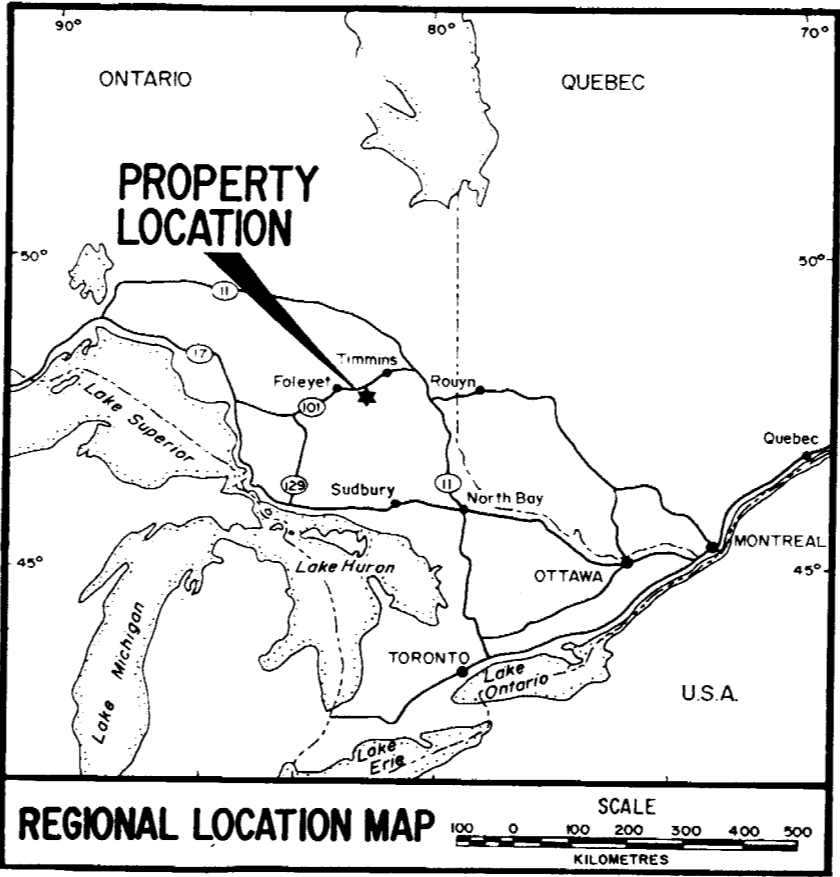 90°
80°
70°
ONTARIO
QUEBEC
PROPERTY
LOCATION
50°
50°
11
17
Timmins
Foleyet
Rouyn
101
Lake Superior
Quebec
129
Sudbury
11
North Bay
MONTREAL
OTTAWA
Lake Huron
45°
45°
Lake Michigan
TORONTO
Lake
Ontario
U.S.A.
Lake
Erie
REGIONAL LOCATION MAP
SCALE
100 0 100 200 300 400 500
KILOMETRES